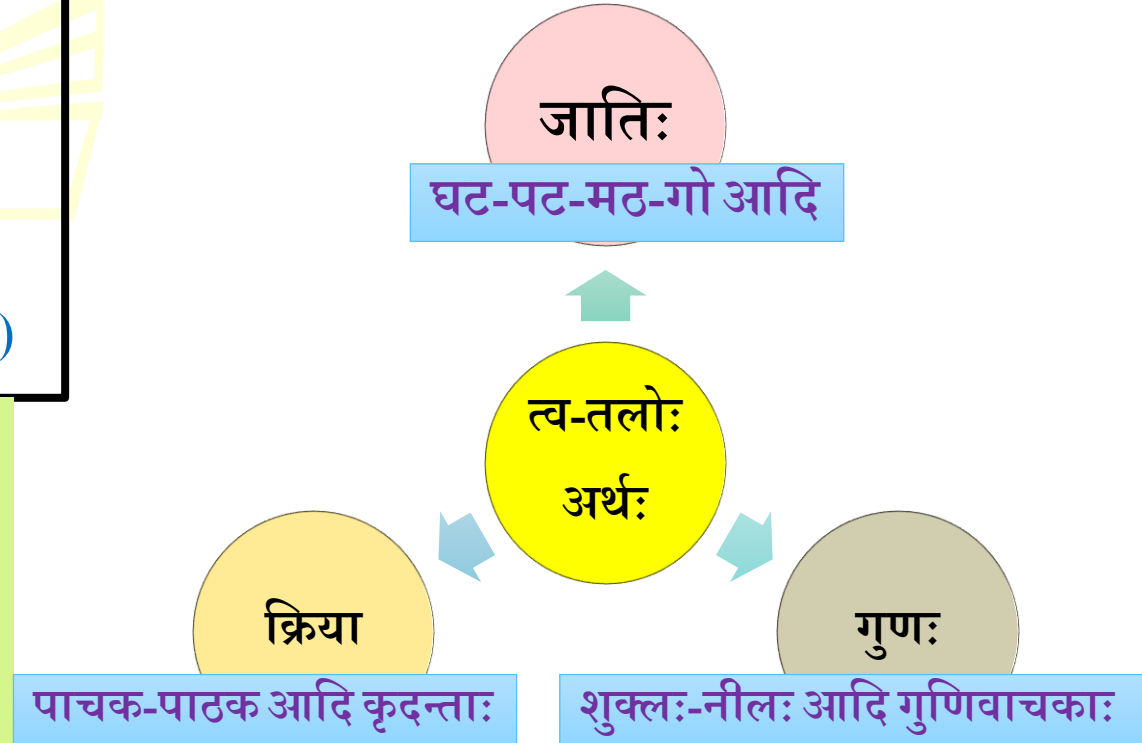 जातिः
घट-पट-मठ-गो आदि
)
त्व-तलोः
अर्थः
क्रिया
पाचक-पाठक आदि कृदन्ताः
गुणः
शुक्लः-नीलः आदि गुणिवाचकाः